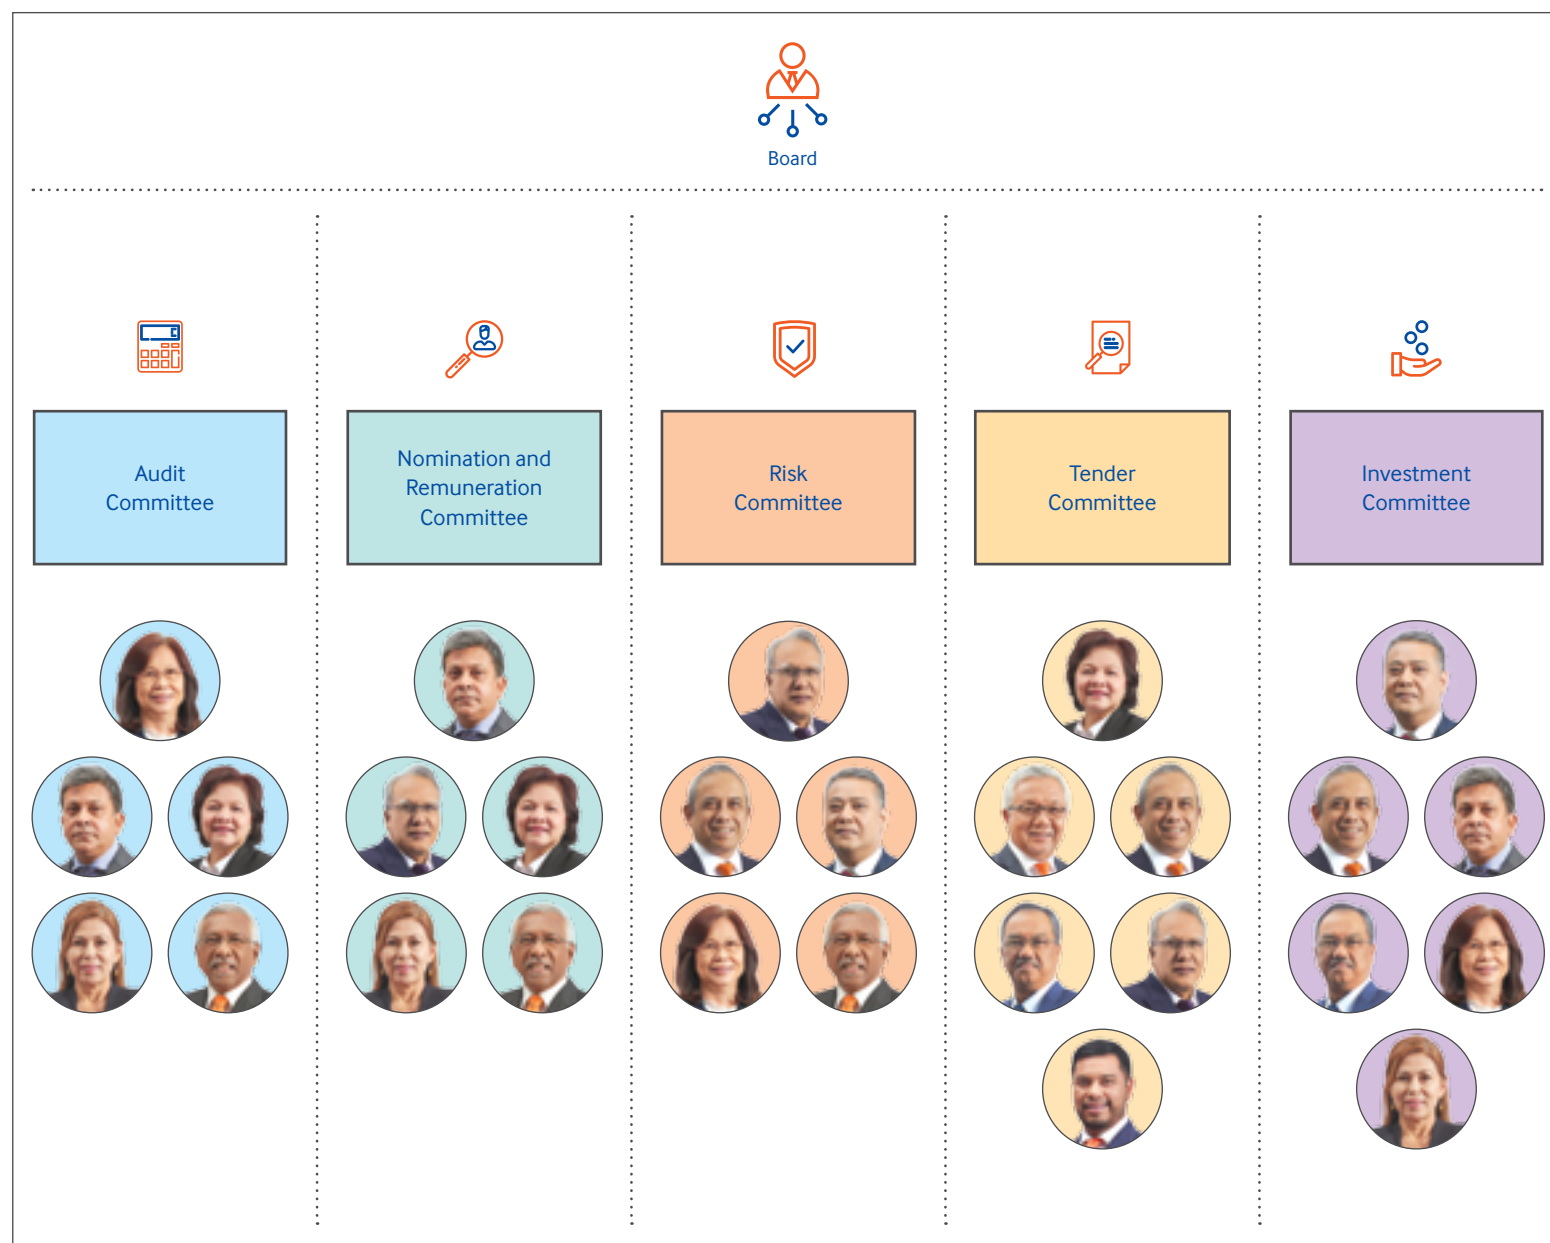 Board
Audit
Committee
Nomination and
Remuneration
Committee
Risk
Committee
Tender
Committee
Investment
Committee